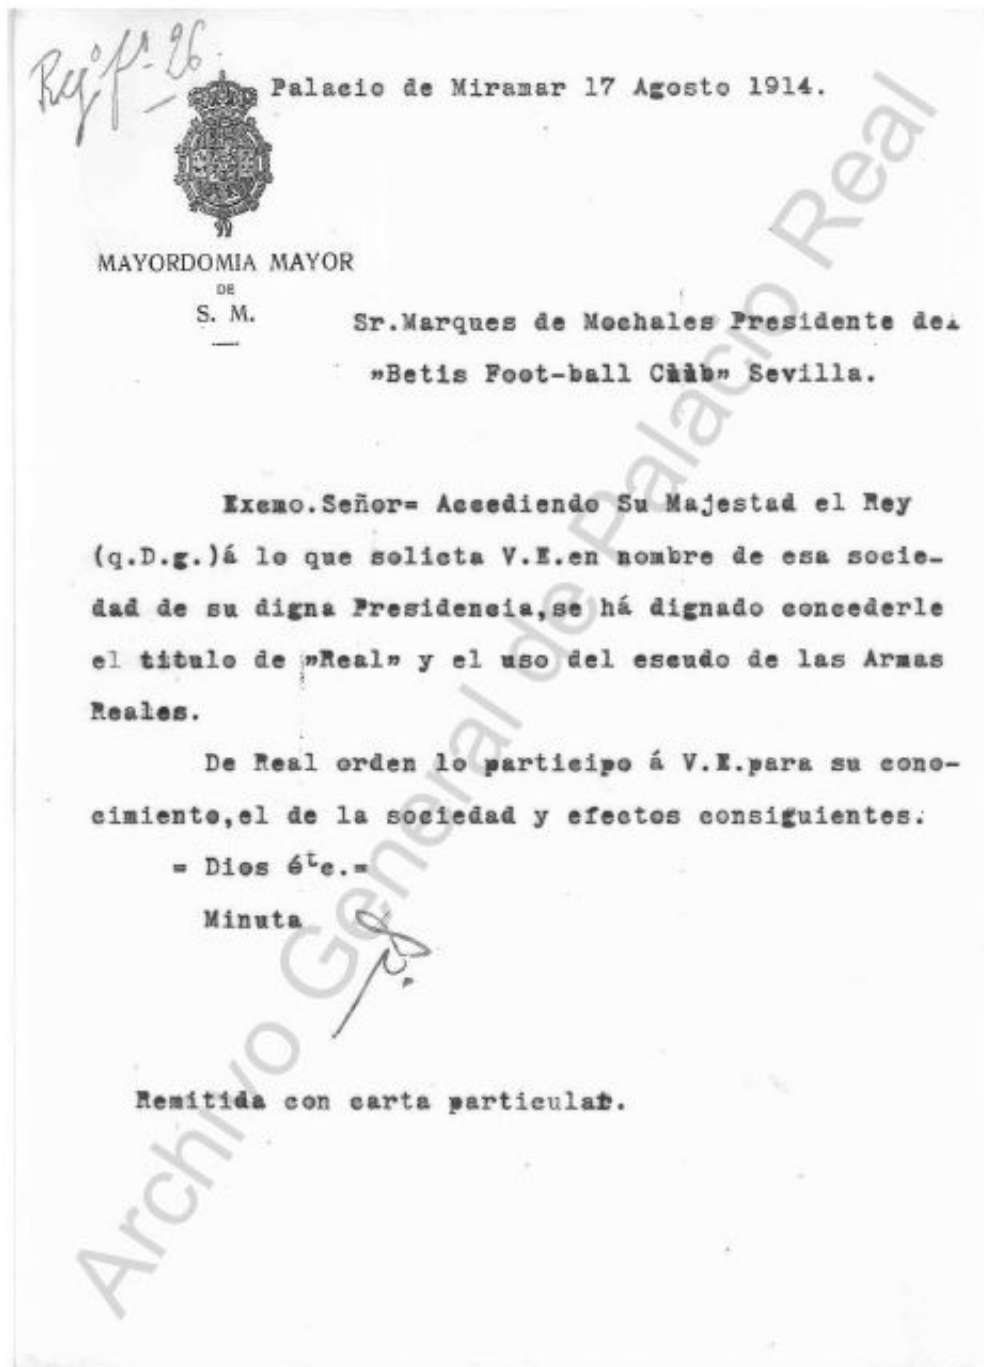 Regº fº 26
Palacio de Miramar 17 Agosto 1914.
MAYORDOMIA MAYOR
DE
S. M.
Sr.Marques de Mochales Presidente del
"Betis Foot-ball Club" Sevilla.
Excmo.Señor= Accediendo Su Majestad el Rey
(q.D.g.)á lo que solicta V.E.en nombre de esa socie-
dad de su digna Presidencia,se há dignado concederle
el titulo de "Real" y el uso del escudo de las Armas
Reales.
De Real orden lo participo á V.E.para su cono-
cimiento,el de la sociedad y efectos consiguientes.
= Dios étc.=
Minuta
Remitida con carta particular.
Archivo General de Palacio Real